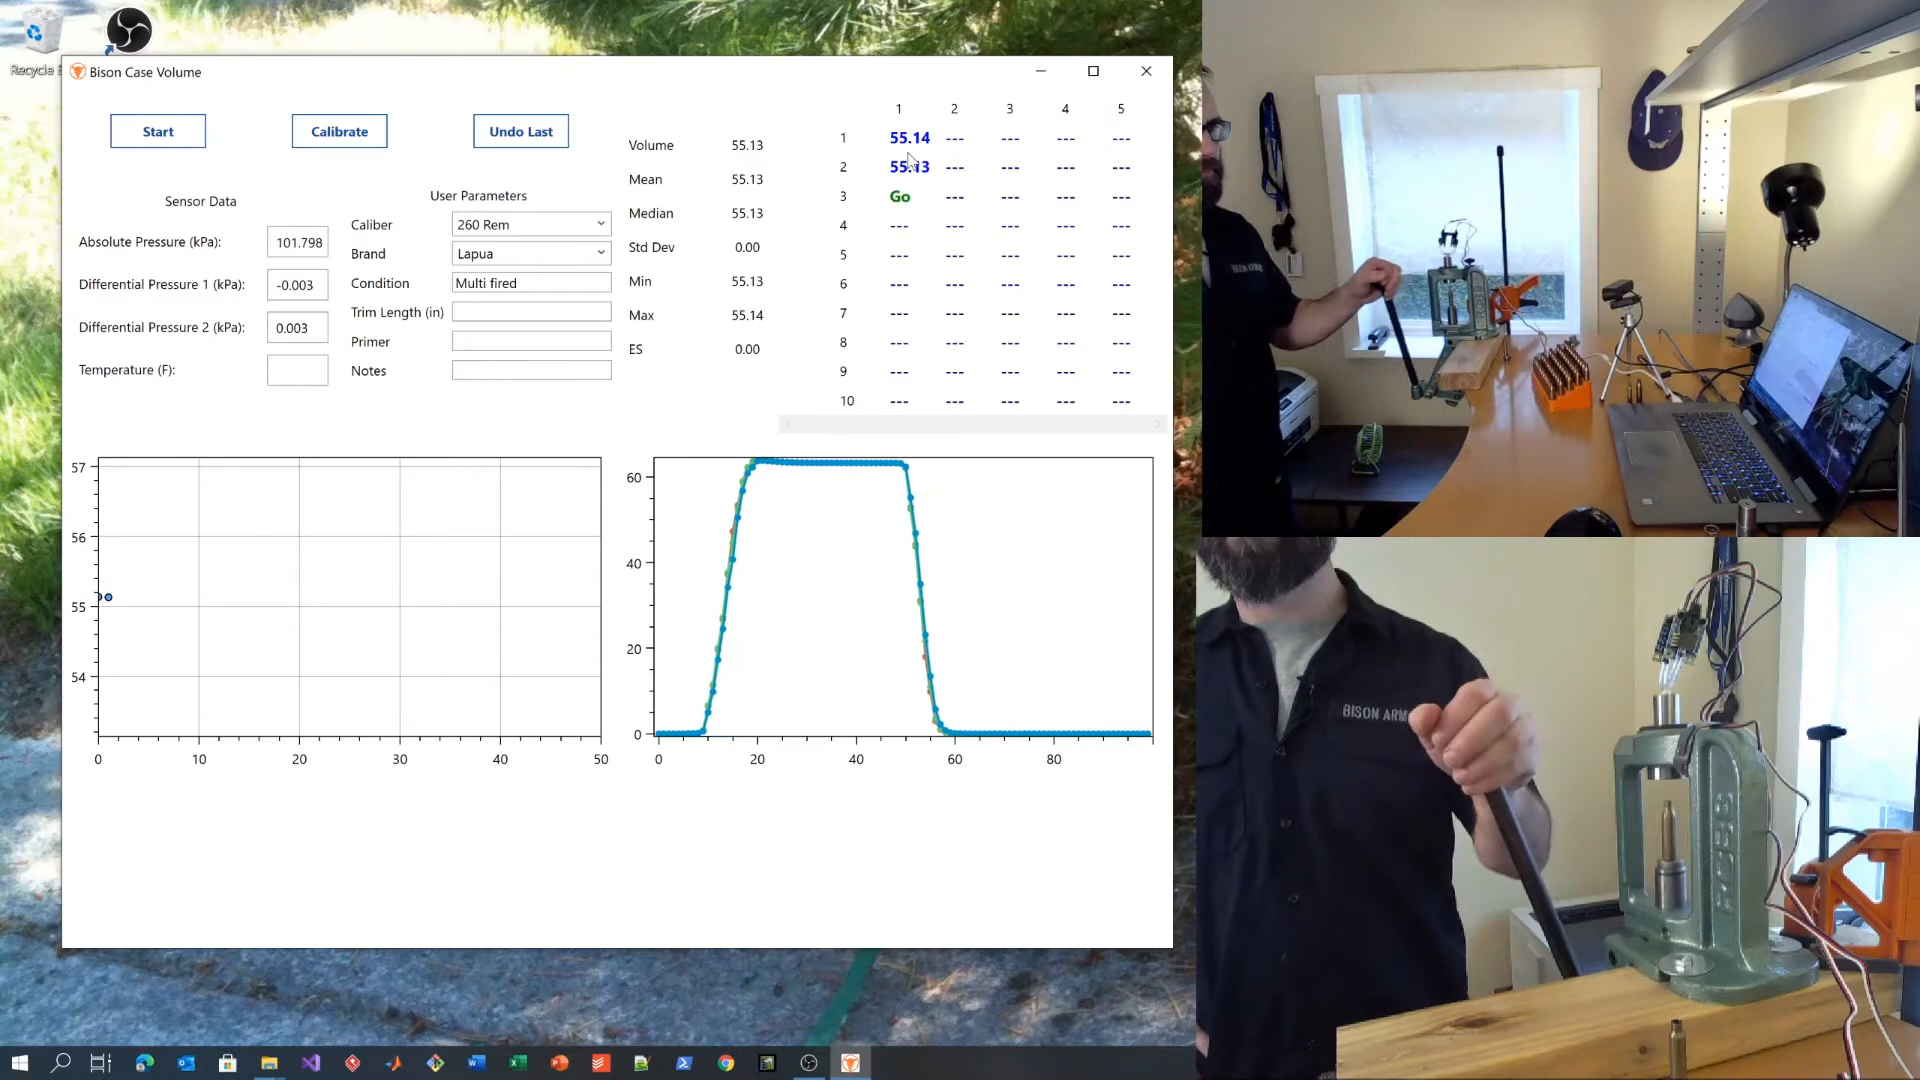 Recycle B
Bison Case Volume
Start
Calibrate
Undo Last
Sensor Data
Absolute Pressure (kPa):
101.798
Differential Pressure 1 (kPa):
-0.003
Differential Pressure 2 (kPa):
0.003
Temperature (F):
User Parameters
Caliber
260 Rem
Brand
Lapua
Condition
Multi fired
Trim Length (in)
Primer
Notes
Volume 55.13
Mean 55.13
Median 55.13
Std Dev 0.00
Min 55.13
Max 55.14
ES 0.00
1 2 3 4 5
1 55.14 --- --- --- ---
2 55.13 --- --- --- ---
3 Go --- --- --- ---
4 --- --- --- --- ---
5 --- --- --- --- ---
6 --- --- --- --- ---
7 --- --- --- --- ---
8 --- --- --- --- ---
9 --- --- --- --- ---
10 --- --- --- --- ---
57
56
55
54
0 10 20 30 40 50
60
40
20
0
0 20 40 60 80
BISON ARM
RCBS